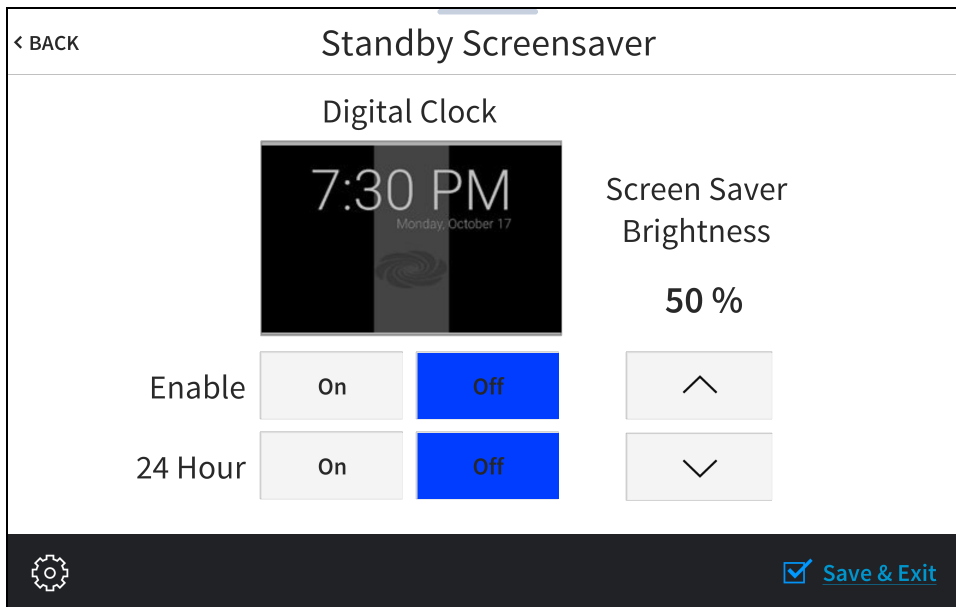 < BACK
Standby Screensaver
Digital Clock
7:30 PM
Monday, October 17
Screen Saver
Brightness
50 %
Enable On Off
24 Hour On Off
Save & Exit